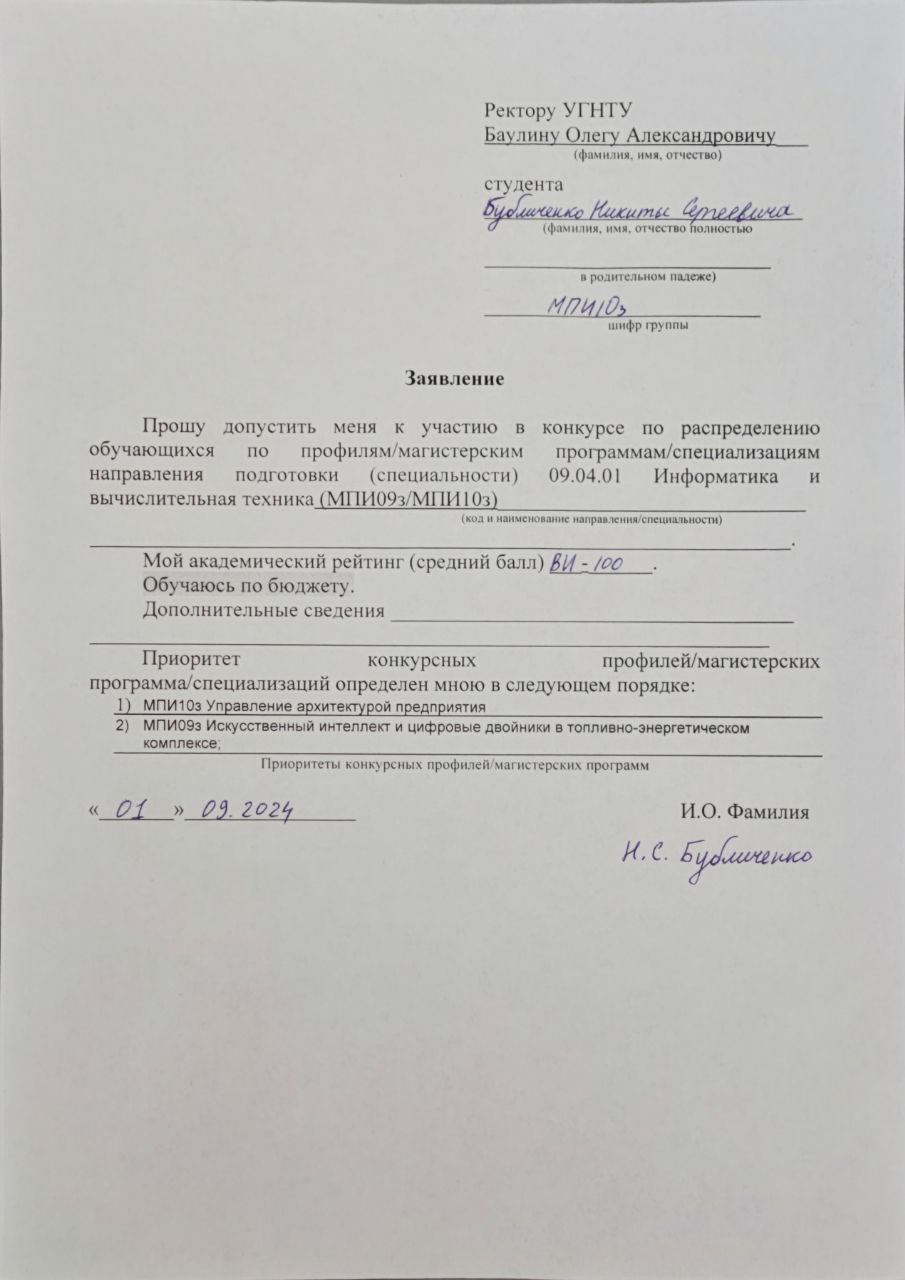 Ректору УГНТУ
Баулину Олегу Александровичу
(фамилия, имя, отчество)
студента
Бубличенко Никиты Сергеевича
(фамилия, имя, отчество полностью
в родительном падеже)
МПИ10з
шифр группы
Заявление
Прошу допустить меня к участию в конкурсе по распределению
обучающихся по профилям/магистерским программам/специализациям
направления подготовки (специальности) 09.04.01 Информатика и
вычислительная техника (МПИ09з/МПИ10з)
(код и наименование направления/специальности)
.
Мой академический рейтинг (средний балл) ВИ - 100.
Обучаюсь по бюджету.
Дополнительные сведения
Приоритет конкурсных профилей/магистерских
программа/специализаций определен мною в следующем порядке:
1) МПИ10з Управление архитектурой предприятия
2) МПИ09з Искусственный интеллект и цифровые двойники в топливно-энергетическом
комплексе;
Приоритеты конкурсных профилей/магистерских программ
«01» 09.2024 И.О. Фамилия
Н.С. Бубличенко